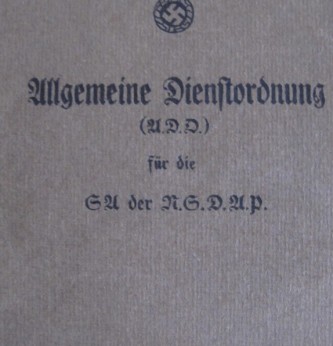 Allgemeine Dienstordnung
(A.D.O.)
für die
SA der N.S.D.A.P.